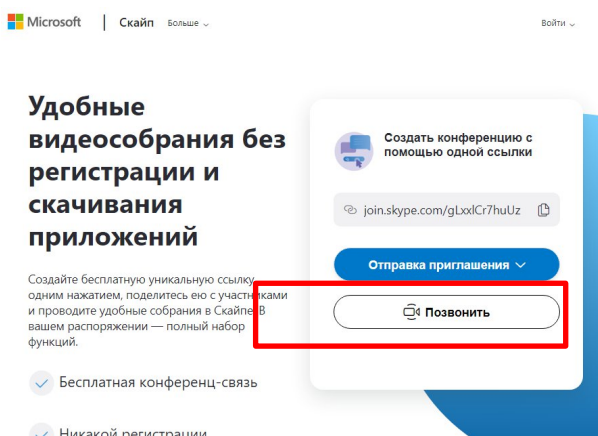 Microsoft
Скайп
Больше
Войти
Удобные
видеособрания без
регистрации и
скачивания
приложений
Создайте бесплатную уникальную ссылку
одним нажатием, поделитесь ею с участниками
и проводите удобные собрания в Скайпе. В
вашем распоряжении — полный набор
функций.
Бесплатная конференц-связь
Никакой регистрации
Создать конференцию с
помощью одной ссылки
join.skype.com/gLxxlCr7huUz
Отправка приглашения
Позвонить